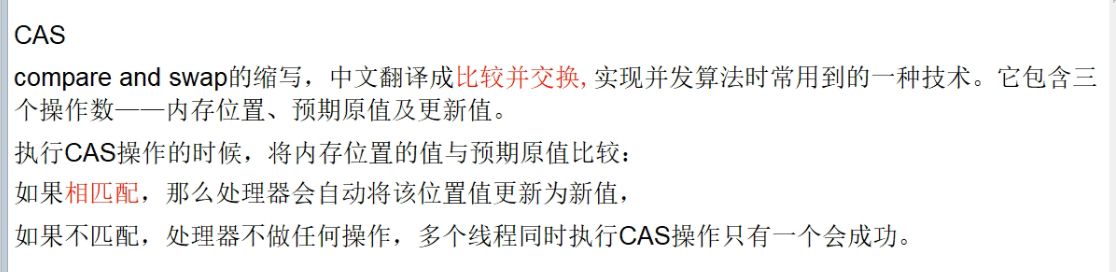 CAS
compare and swap的缩写，中文翻译成比较并交换,实现并发算法时常用到的一种技术。它包含三
个操作数——内存位置、预期原值及更新值。
执行CAS操作的时候，将内存位置的值与预期原值比较：
如果相匹配，那么处理器会自动将该位置值更新为新值，
如果不匹配，处理器不做任何操作，多个线程同时执行CAS操作只有一个会成功。